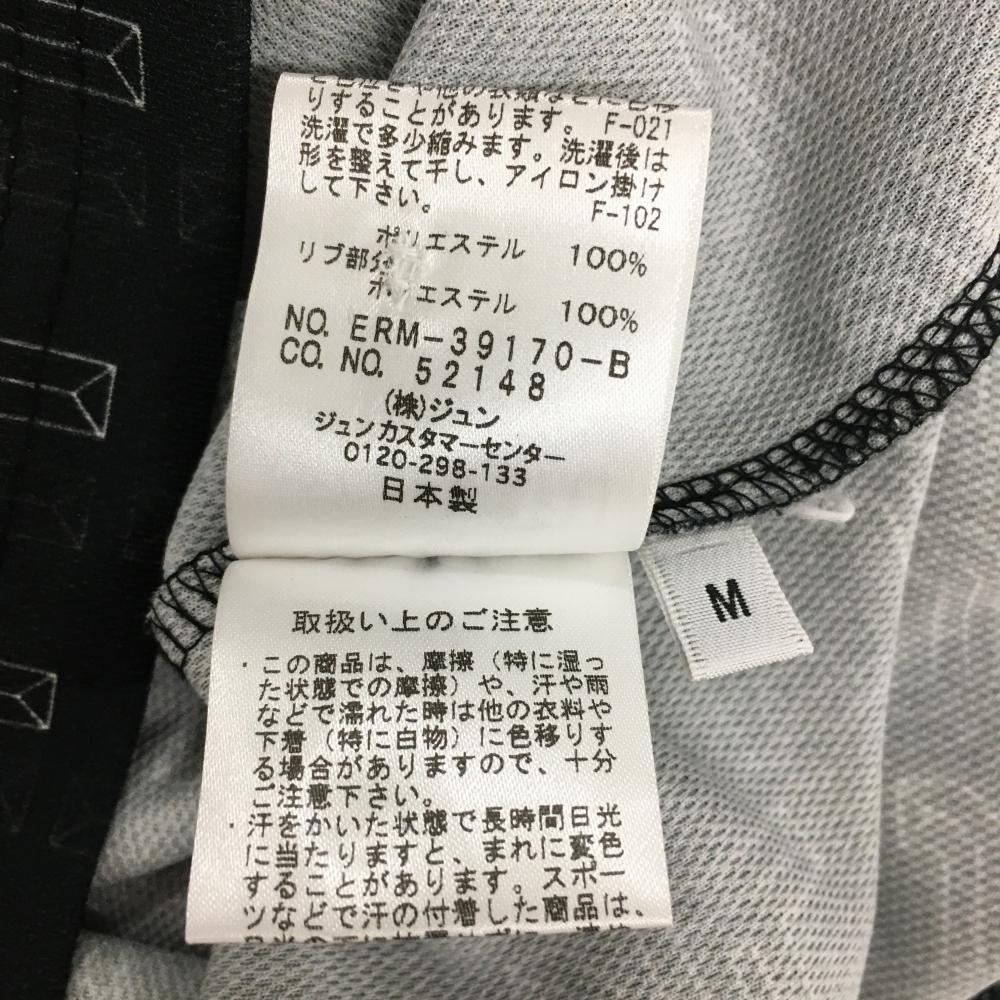 りすることがあります。 F-021
洗濯で多少縮みます。洗濯後は
形を整えて干し、アイロン掛け
して下さい。 F-102
ポリエステル 100%
リブ部分
ポリエステル 100%
NO. ERM-39170-B
CO. NO. 52148
(株)ジュン
ジュンカスタマーセンター
0120-298-133
日本製
M
取扱い上のご注意
・この商品は、摩擦（特に湿っ
た状態での摩擦）や、汗や雨
などで濡れた時は他の衣料や
下着（特に白物）に色移りす
る場合がありますので、十分
ご注意下さい。
・汗をかいた状態で長時間日光
に当たりますと、まれに変色
することがあります。スポー
ツなどで汗の付着した商品は、